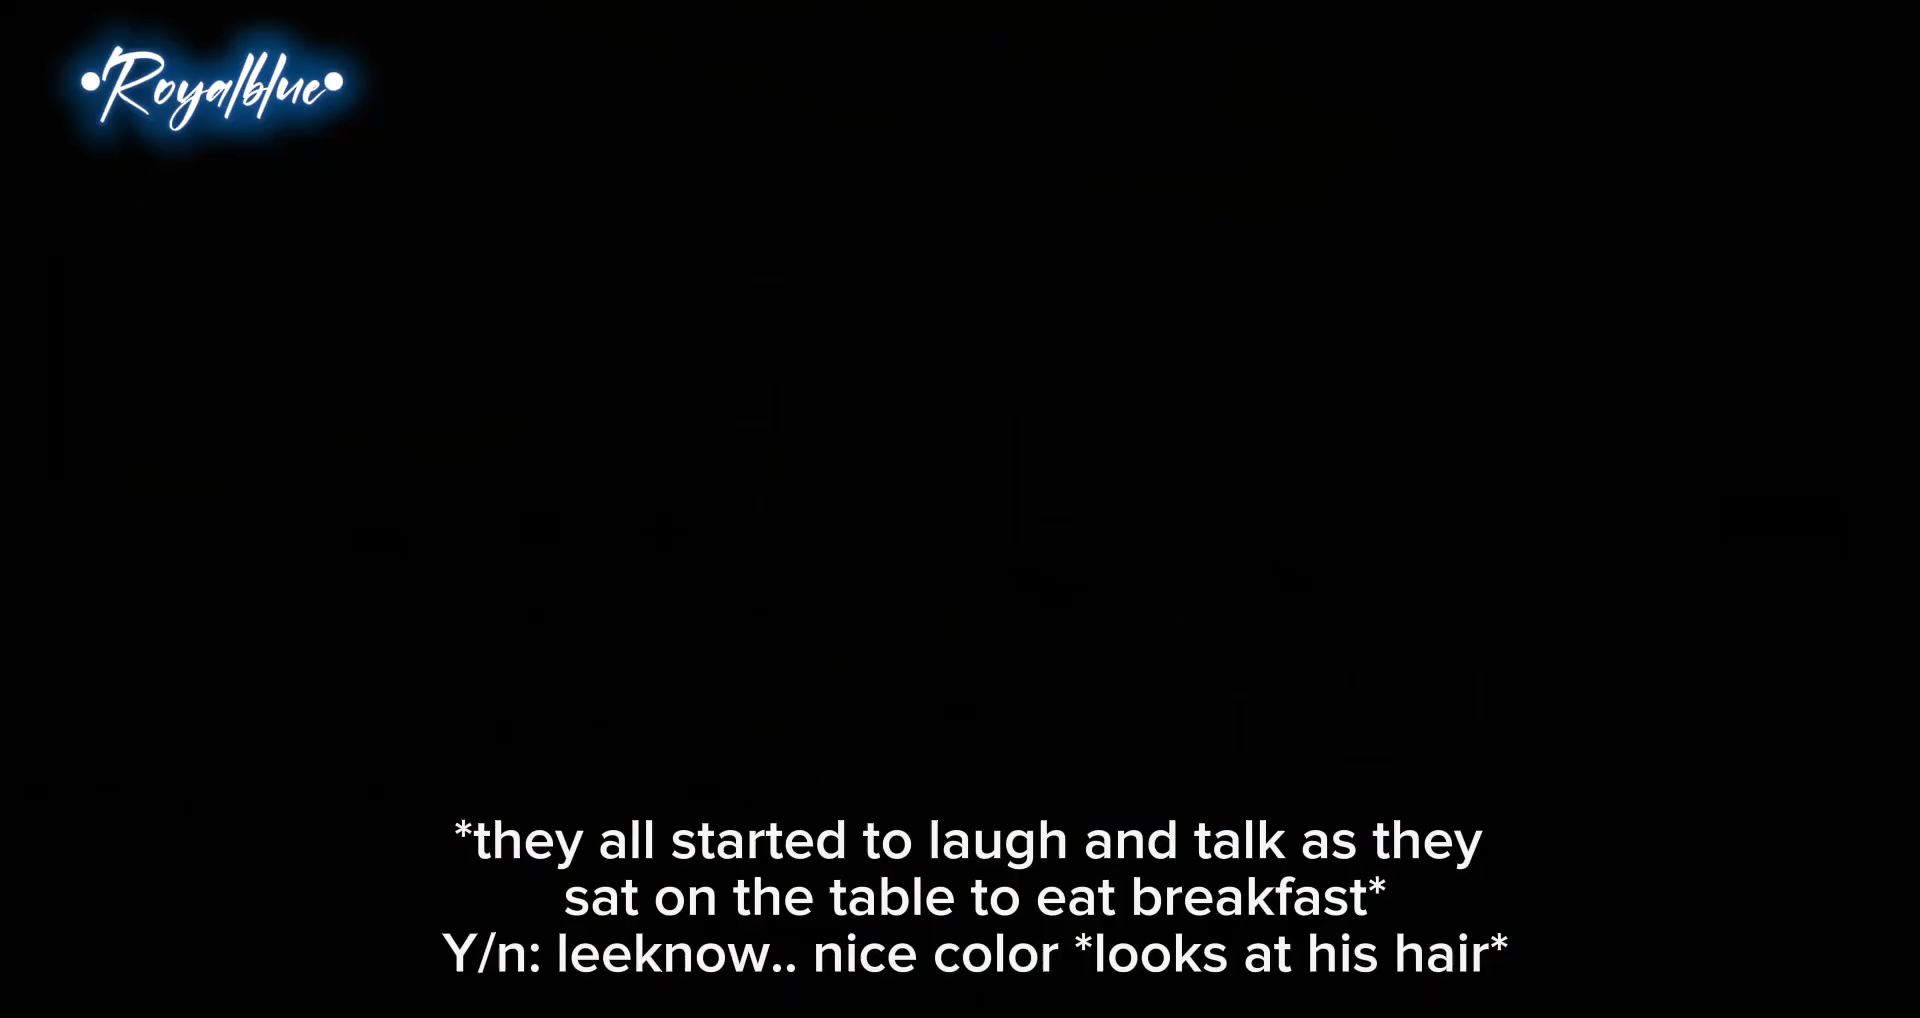 •Royalblue•
*they all started to laugh and talk as they
sat on the table to eat breakfast*
Y/n: leeknow.. nice color *looks at his hair*